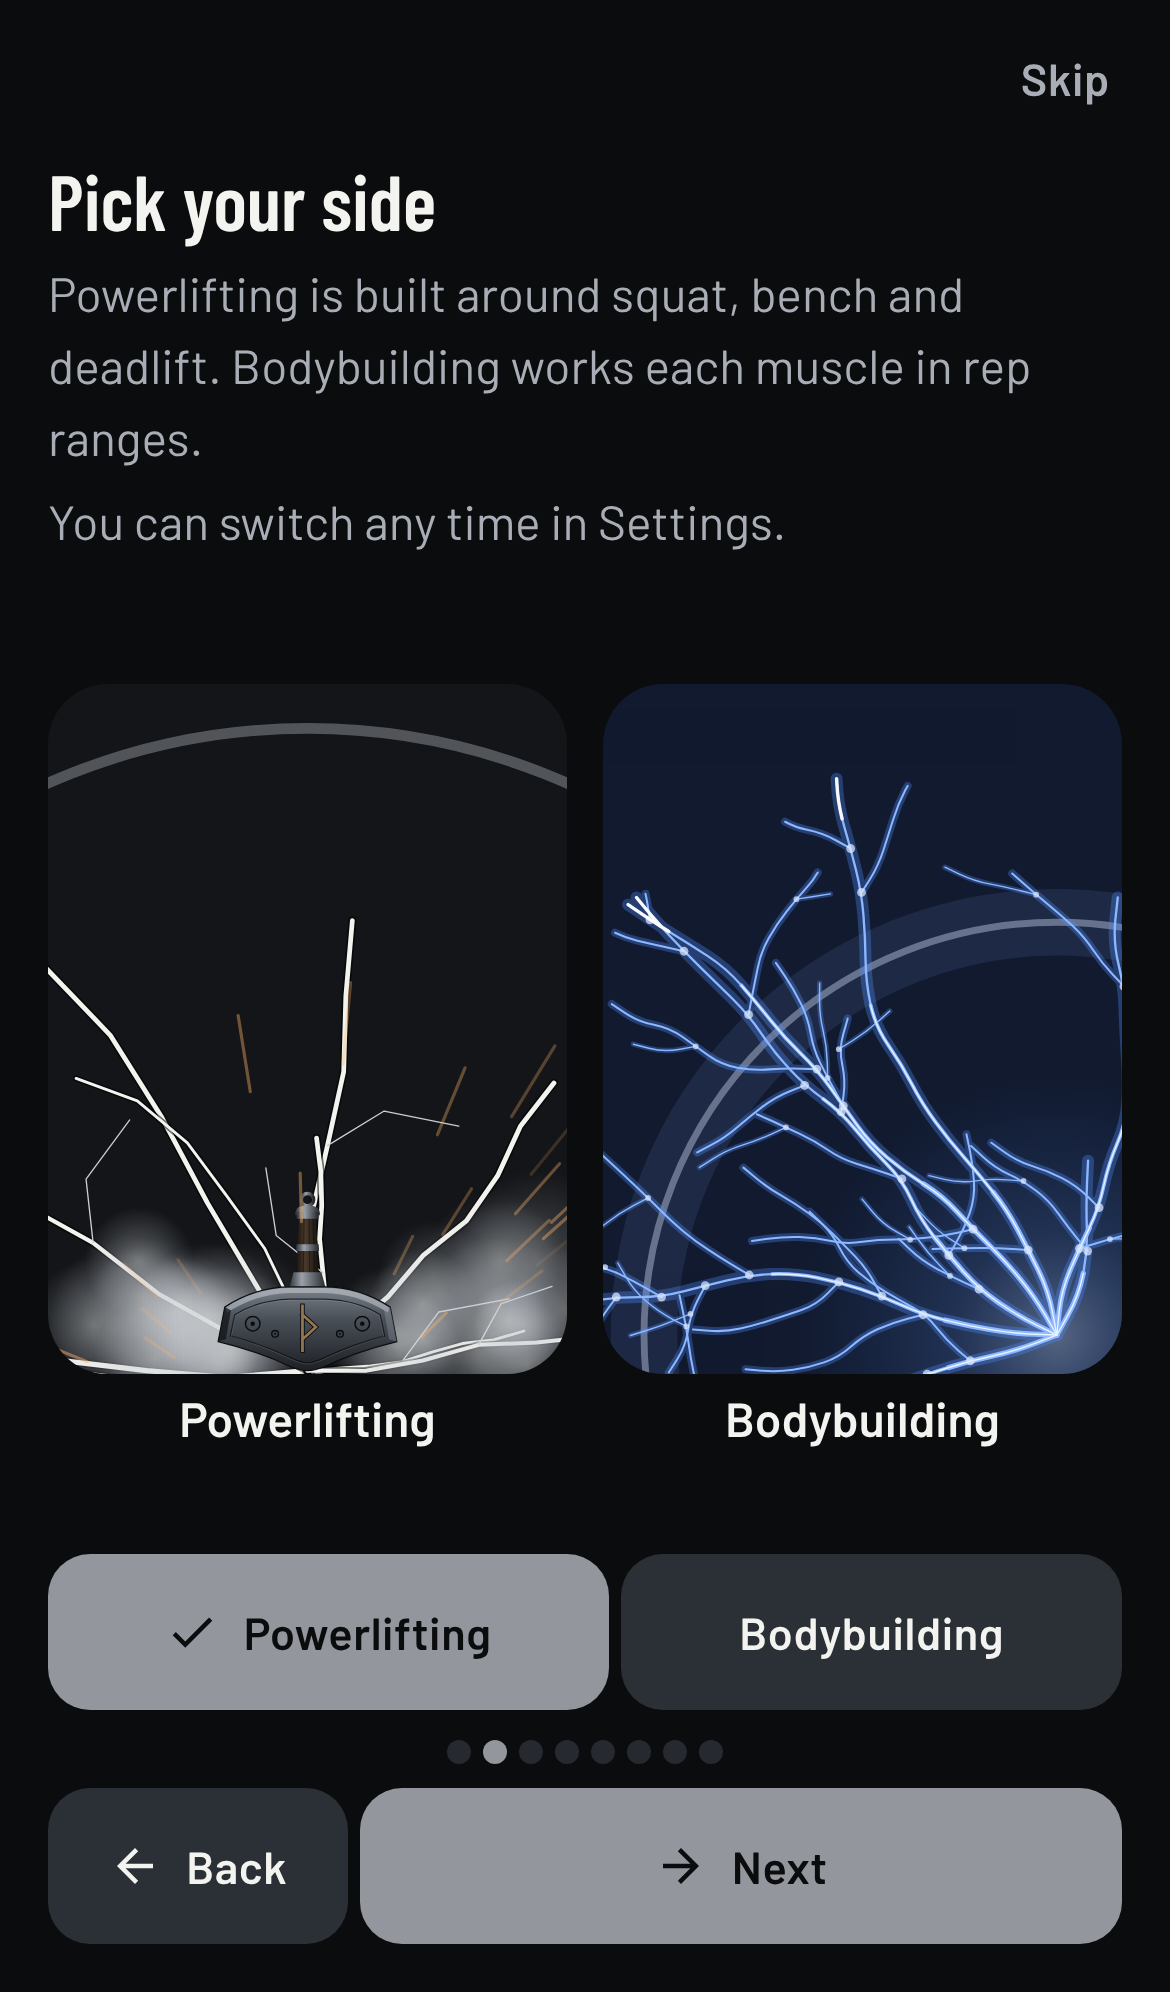 Skip
Pick your side
Powerlifting is built around squat, bench and
deadlift. Bodybuilding works each muscle in rep
ranges.
You can switch any time in Settings.
Powerlifting
Bodybuilding
Powerlifting
Bodybuilding
Back
Next